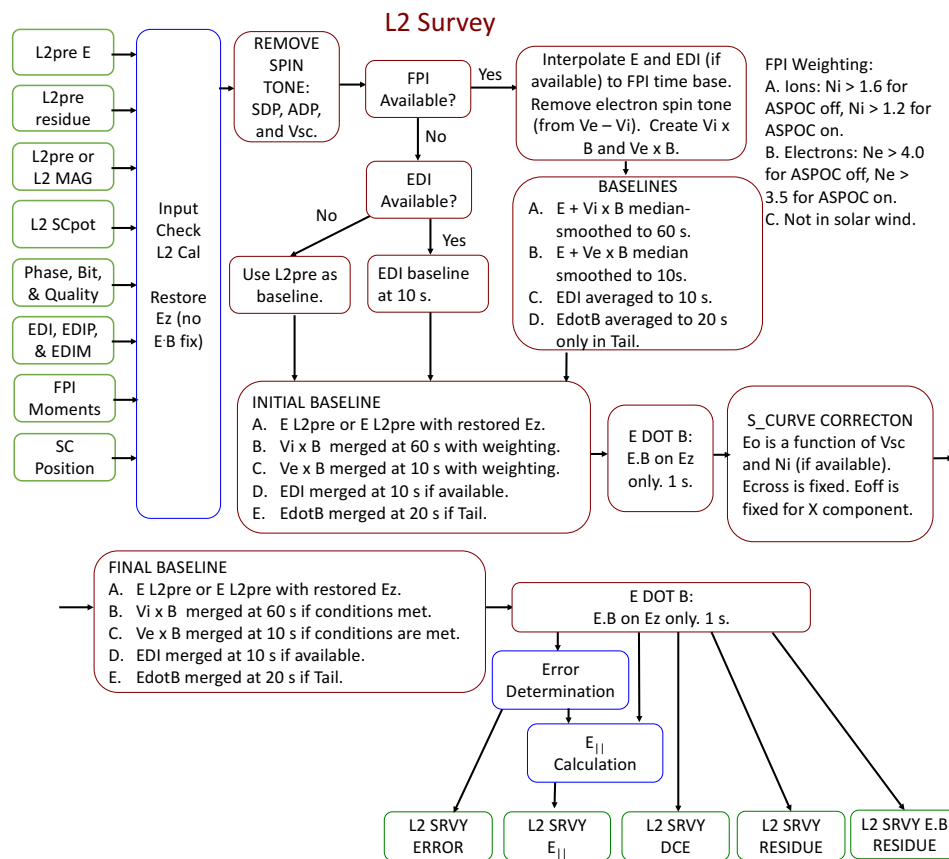 L2 Survey
L2pre E
L2pre
residue
L2pre or
L2 MAG
L2 SCpot
Phase, Bit,
& Quality
EDI, EDIP,
& EDIM
FPI
Moments
SC
Position
Input
Check
L2 Cal
Restore
Ez (no
E·B fix)
REMOVE
SPIN
TONE:
SDP, ADP,
and Vsc.
FPI
Available?
Yes
No
EDI
Available?
No
Yes
Use L2pre as
baseline.
EDI baseline
at 10 s.
Interpolate E and EDI (if
available) to FPI time base.
Remove electron spin tone
(from Ve – Vi).  Create Vi x
B and Ve x B.
BASELINES
A. E + Vi x B median-
smoothed to 60 s.
B. E + Ve x B median
smoothed to 10s.
C. EDI averaged to 10 s.
D. EdotB averaged to 20 s
only in Tail.
FPI Weighting:
A. Ions: Ni > 1.6 for
ASPOC off, Ni > 1.2 for
ASPOC on.
B. Electrons: Ne > 4.0
for ASPOC off, Ne >
3.5 for ASPOC on.
C. Not in solar wind.
INITIAL BASELINE
A. E L2pre or E L2pre with restored Ez.
B. Vi x B  merged at 60 s with weighting.
C. Ve x B merged at 10 s with weighting.
D. EDI merged at 10 s if available.
E. EdotB merged at 20 s if Tail.
E DOT B:
E.B on Ez
only. 1 s.
S_CURVE CORRECTON
Eo is a function of Vsc
and Ni (if available).
Ecross is fixed. Eoff is
fixed for X component.
FINAL BASELINE
A. E L2pre or E L2pre with restored Ez.
B. Vi x B  merged at 60 s if conditions met.
C. Ve x B merged at 10 s if conditions are met.
D. EDI merged at 10 s if available.
E. EdotB merged at 20 s if Tail.
E DOT B:
E.B on Ez only. 1 s.
Error
Determination
E||
Calculation
L2 SRVY
ERROR
L2 SRVY
E||
L2 SRVY
DCE
L2 SRVY
RESIDUE
L2 SRVY E.B
RESIDUE